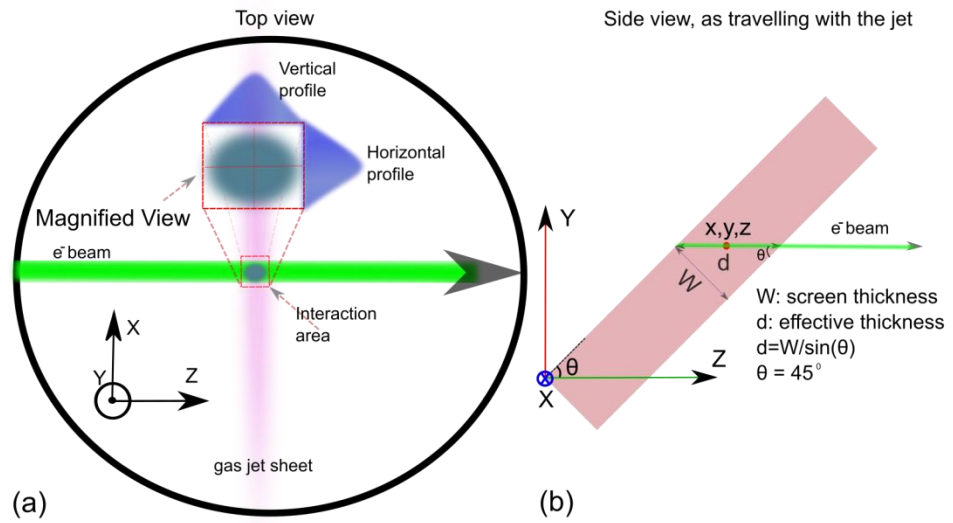 Top view
Vertical
profile
Horizontal
profile
Magnified View
e⁻ beam
Interaction
area
X
Y
Z
gas jet sheet
(a)
Side view, as travelling with the jet
Y
x,y,z
e⁻ beam
d
θ
W
W: screen thickness
d: effective thickness
d=W/sin(θ)
θ = 45⁰
θ
Z
X
(b)